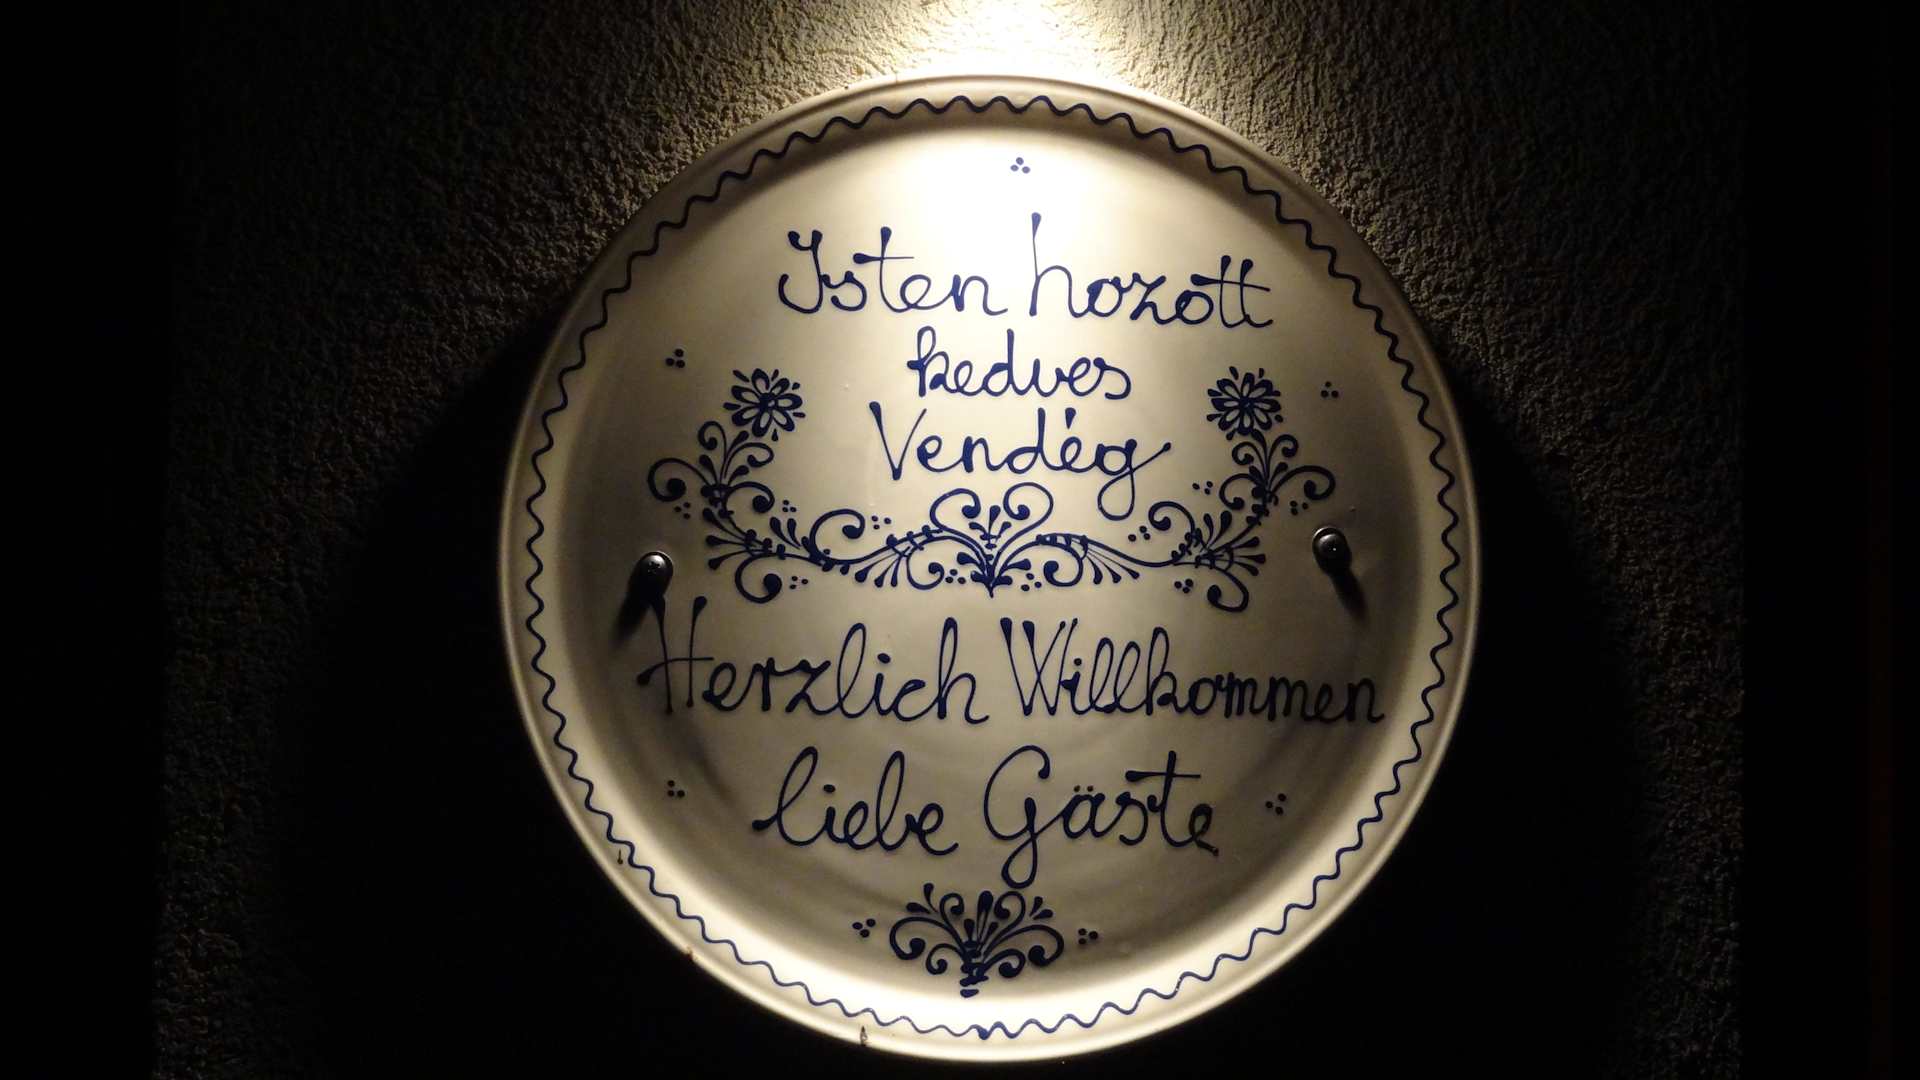 Isten hozott
kedves
Vendég
Herzlich Willkommen
liebe Gäste